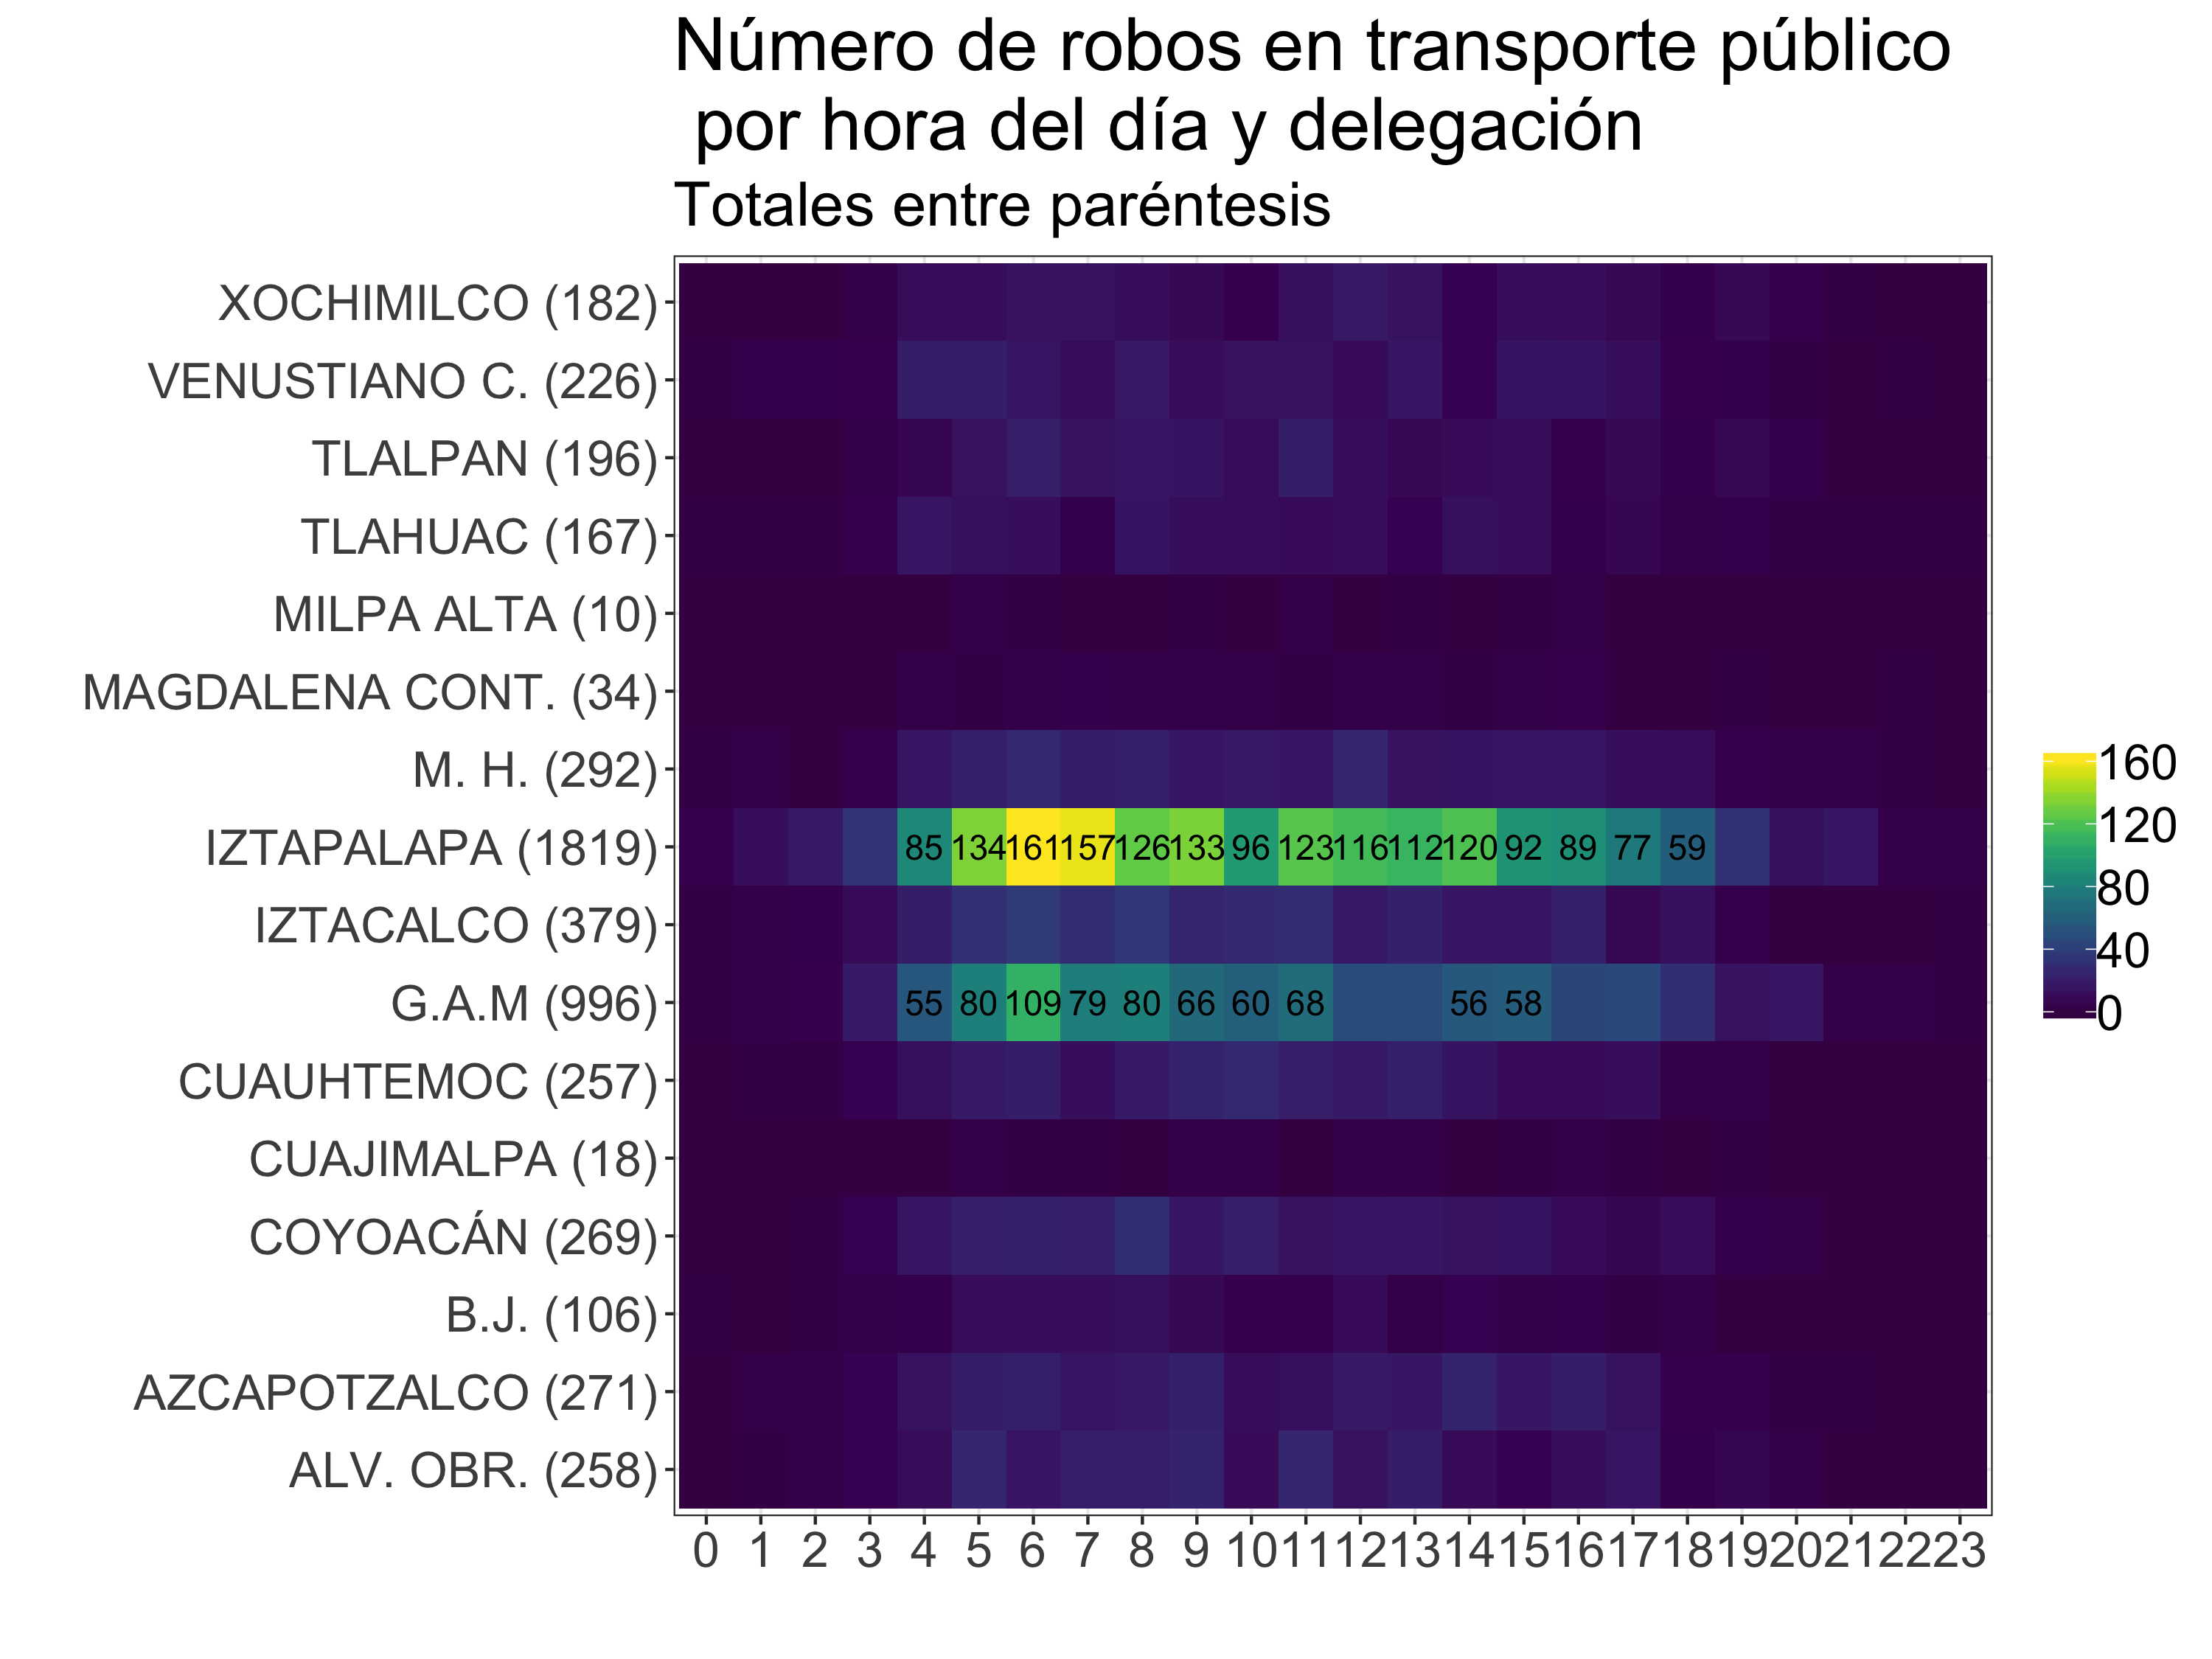 Número de robos en transporte público
por hora del día y delegación
Totales entre paréntesis
XOCHIMILCO (182)
VENUSTIANO C. (226)
TLALPAN (196)
TLAHUAC (167)
MILPA ALTA (10)
MAGDALENA CONT. (34)
M. H. (292)
IZTAPALAPA (1819) 85 134 161 157 126 133 96 123 116 112 120 92 89 77 59
IZTACALCO (379)
G.A.M (996) 55 80 109 79 80 66 60 68 56 58
CUAUHTEMOC (257)
CUAJIMALPA (18)
COYOACÁN (269)
B.J. (106)
AZCAPOTZALCO (271)
ALV. OBR. (258)
0 1 2 3 4 5 6 7 8 9 10 11 12 13 14 15 16 17 18 19 20 21 22 23
160
120
80
40
0